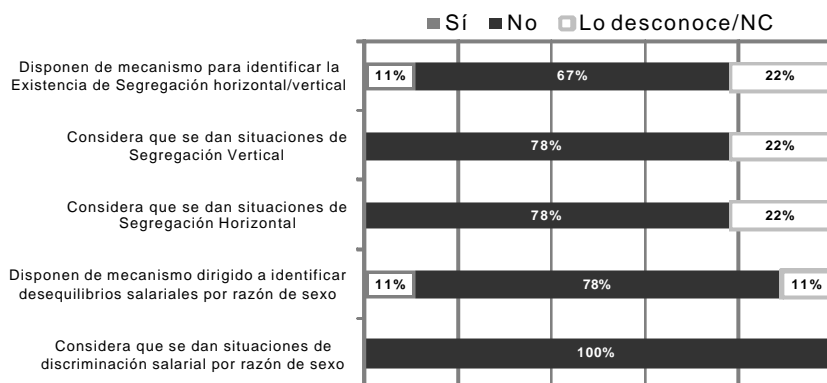 Sí No Lo desconoce/NC
Disponen de mecanismo para identificar la
Existencia de Segregación horizontal/vertical
11% 67% 22%
Considera que se dan situaciones de
Segregación Vertical
78% 22%
Considera que se dan situaciones de
Segregación Horizontal
78% 22%
Disponen de mecanismo dirigido a identificar
desequilibrios salariales por razón de sexo
11% 78% 11%
Considera que se dan situaciones de
discriminación salarial por razón de sexo
100%